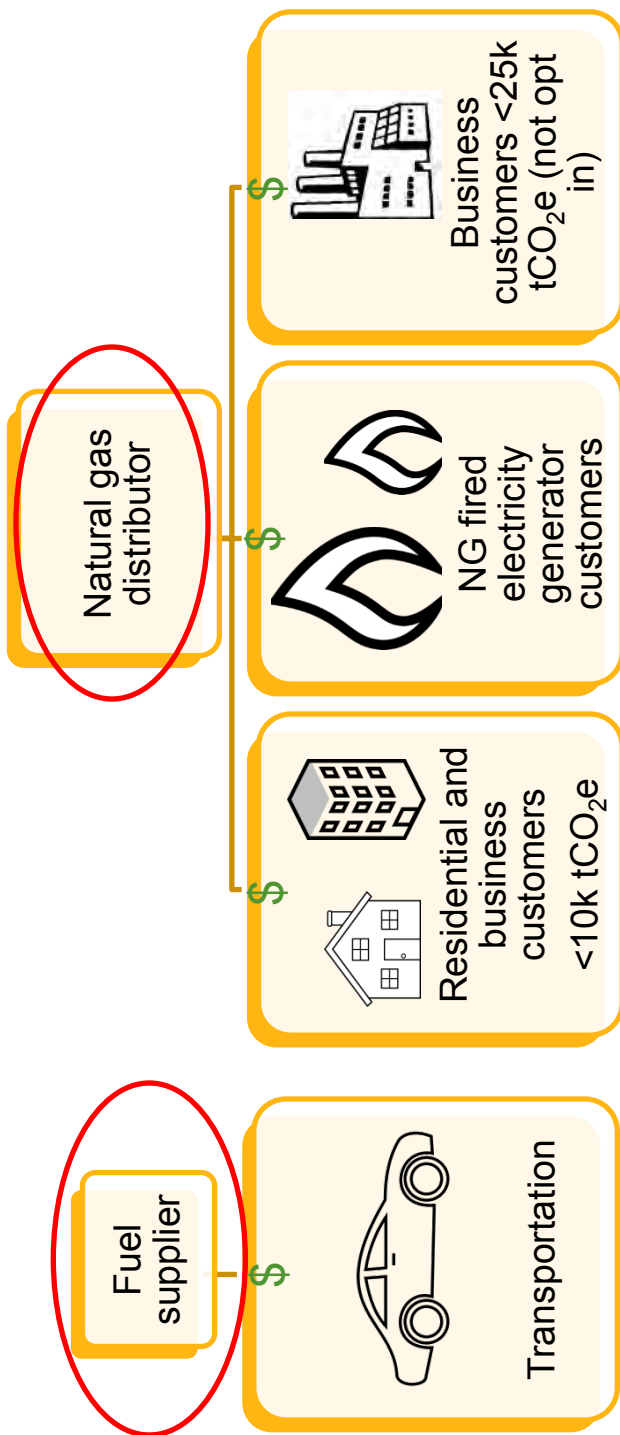 Fuel
supplier
$
Transportation
Natural gas
distributor
$
$
$
Residential and
business
customers
<10k tCO₂e
NG fired
electricity
generator
customers
Business
customers <25k
tCO₂e (not opt
in)